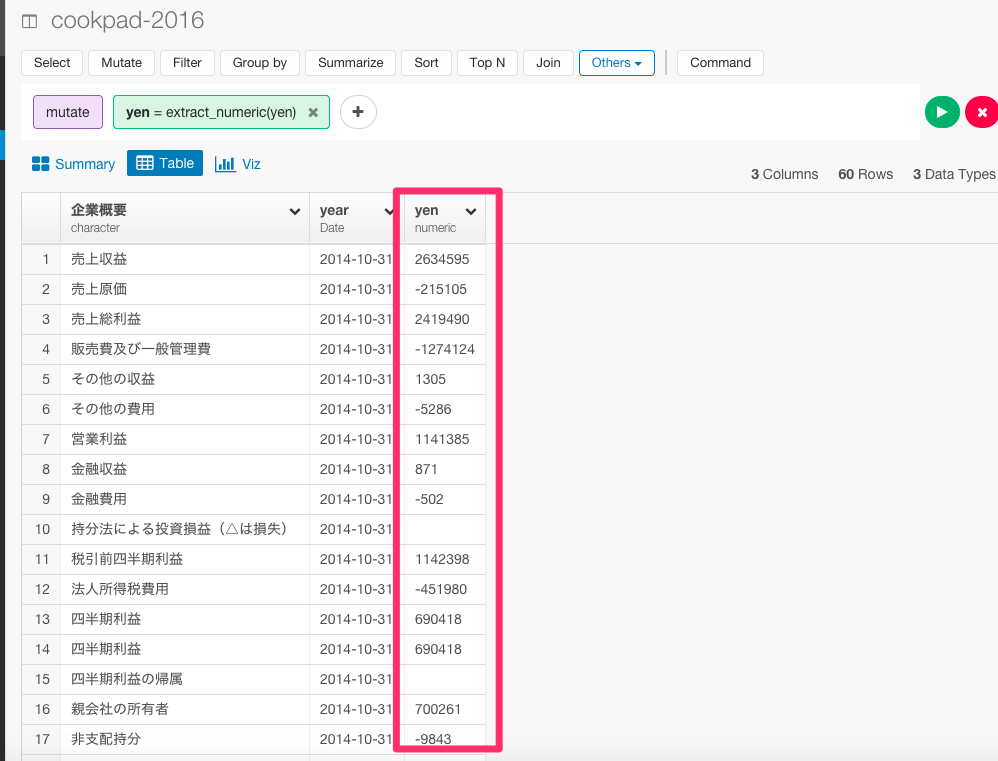 cookpad-2016
Select Mutate Filter Group by Summarize Sort Top N Join Others Command
mutate yen = extract_numeric(yen) ✖ +
Summary Table Viz
3 Columns 60 Rows 3 Data Types
企業概要 year yen
character Date numeric
1 売上収益 2014-10-31 2634595
2 売上原価 2014-10-31 -215105
3 売上総利益 2014-10-31 2419490
4 販売費及び一般管理費 2014-10-31 -1274124
5 その他の収益 2014-10-31 1305
6 その他の費用 2014-10-31 -5286
7 営業利益 2014-10-31 1141385
8 金融収益 2014-10-31 871
9 金融費用 2014-10-31 -502
10 持分法による投資損益（△は損失） 2014-10-31
11 税引前四半期利益 2014-10-31 1142398
12 法人所得税費用 2014-10-31 -451980
13 四半期利益 2014-10-31 690418
14 四半期利益 2014-10-31 690418
15 四半期利益の帰属 2014-10-31
16 親会社の所有者 2014-10-31 700261
17 非支配持分 2014-10-31 -9843